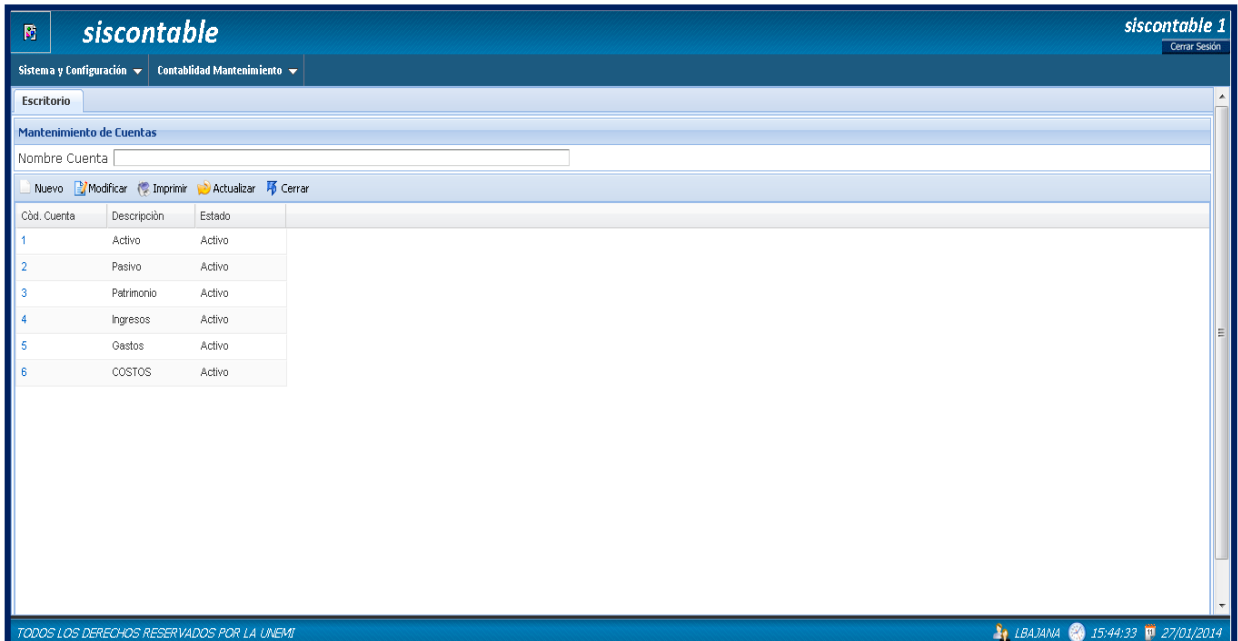 siscontable
siscontable 1
Cerrar Sesión
Sistema y Configuración Contablidad Mantenimiento
Escritorio
Mantenimiento de Cuentas
Nombre Cuenta
Nuevo Modificar Imprimir Actualizar Cerrar
Còd. Cuenta Descripciòn Estado
1 Activo Activo
2 Pasivo Activo
3 Patrimonio Activo
4 Ingresos Activo
5 Gastos Activo
6 COSTOS Activo
TODOS LOS DERECHOS RESERVADOS POR LA UNEMI LBAJANA 15:44:33 27/01/2014